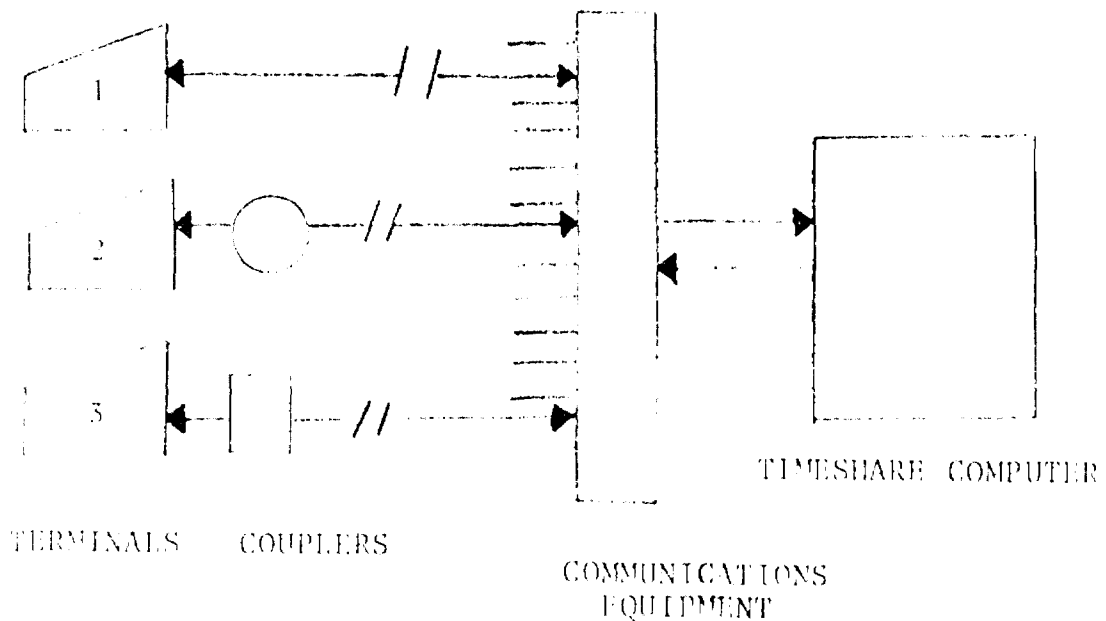 1
2
3
TIMESHARE COMPUTER
TERMINALS COUPLERS
COMMUNICATIONS
EQUIPMENT